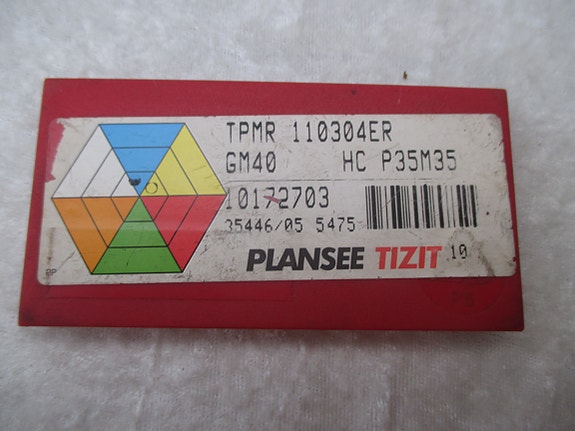 TPMR 110304ER
GM40 HC P35M35
10172703
35446/05 5475
PLANSEE TIZIT 10